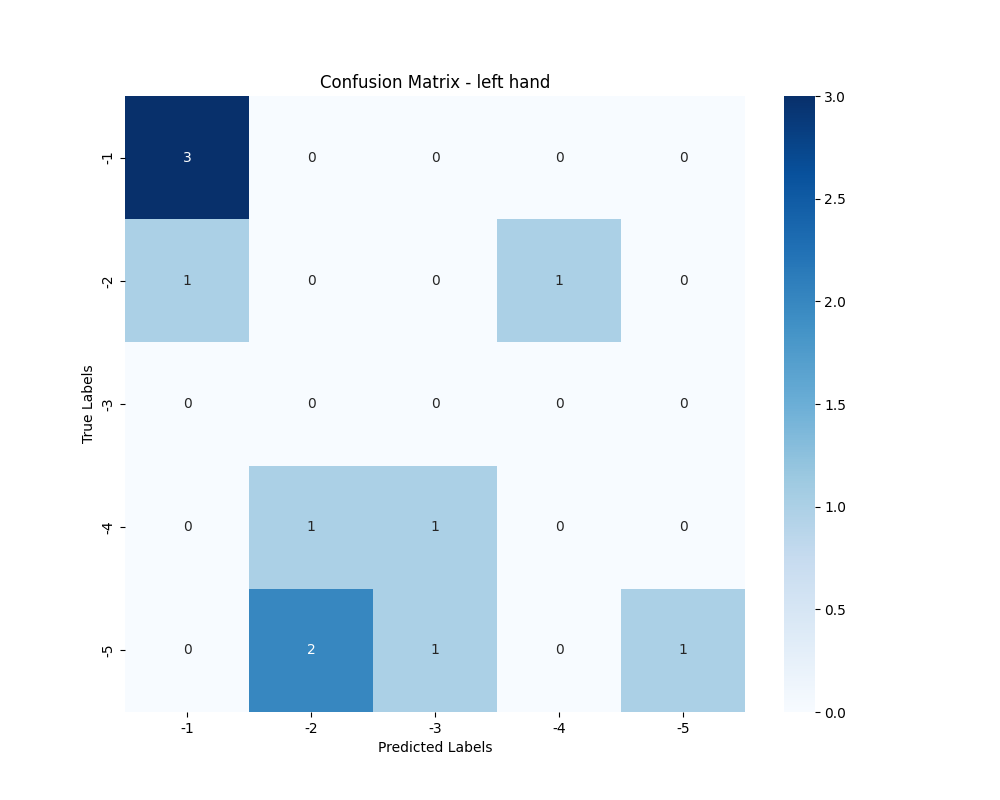 Confusion Matrix - left hand
3.0
-1 3 0 0 0 0
2.5
-2 1 0 0 1 0
2.0
True Labels
-3 0 0 0 0 0
1.5
-4 0 1 1 0 0
1.0
0.5
-5 0 2 1 0 1
0.0
-1 -2 -3 -4 -5
Predicted Labels